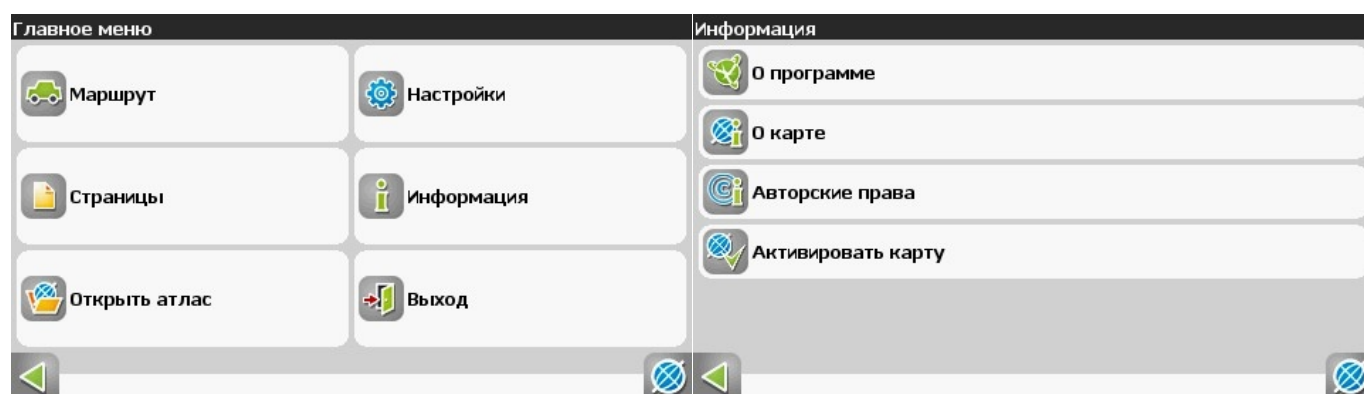 Главное меню
Маршрут
Настройки
Страницы
Информация
Открыть атлас
Выход
Информация
О программе
О карте
Авторские права
Активировать карту